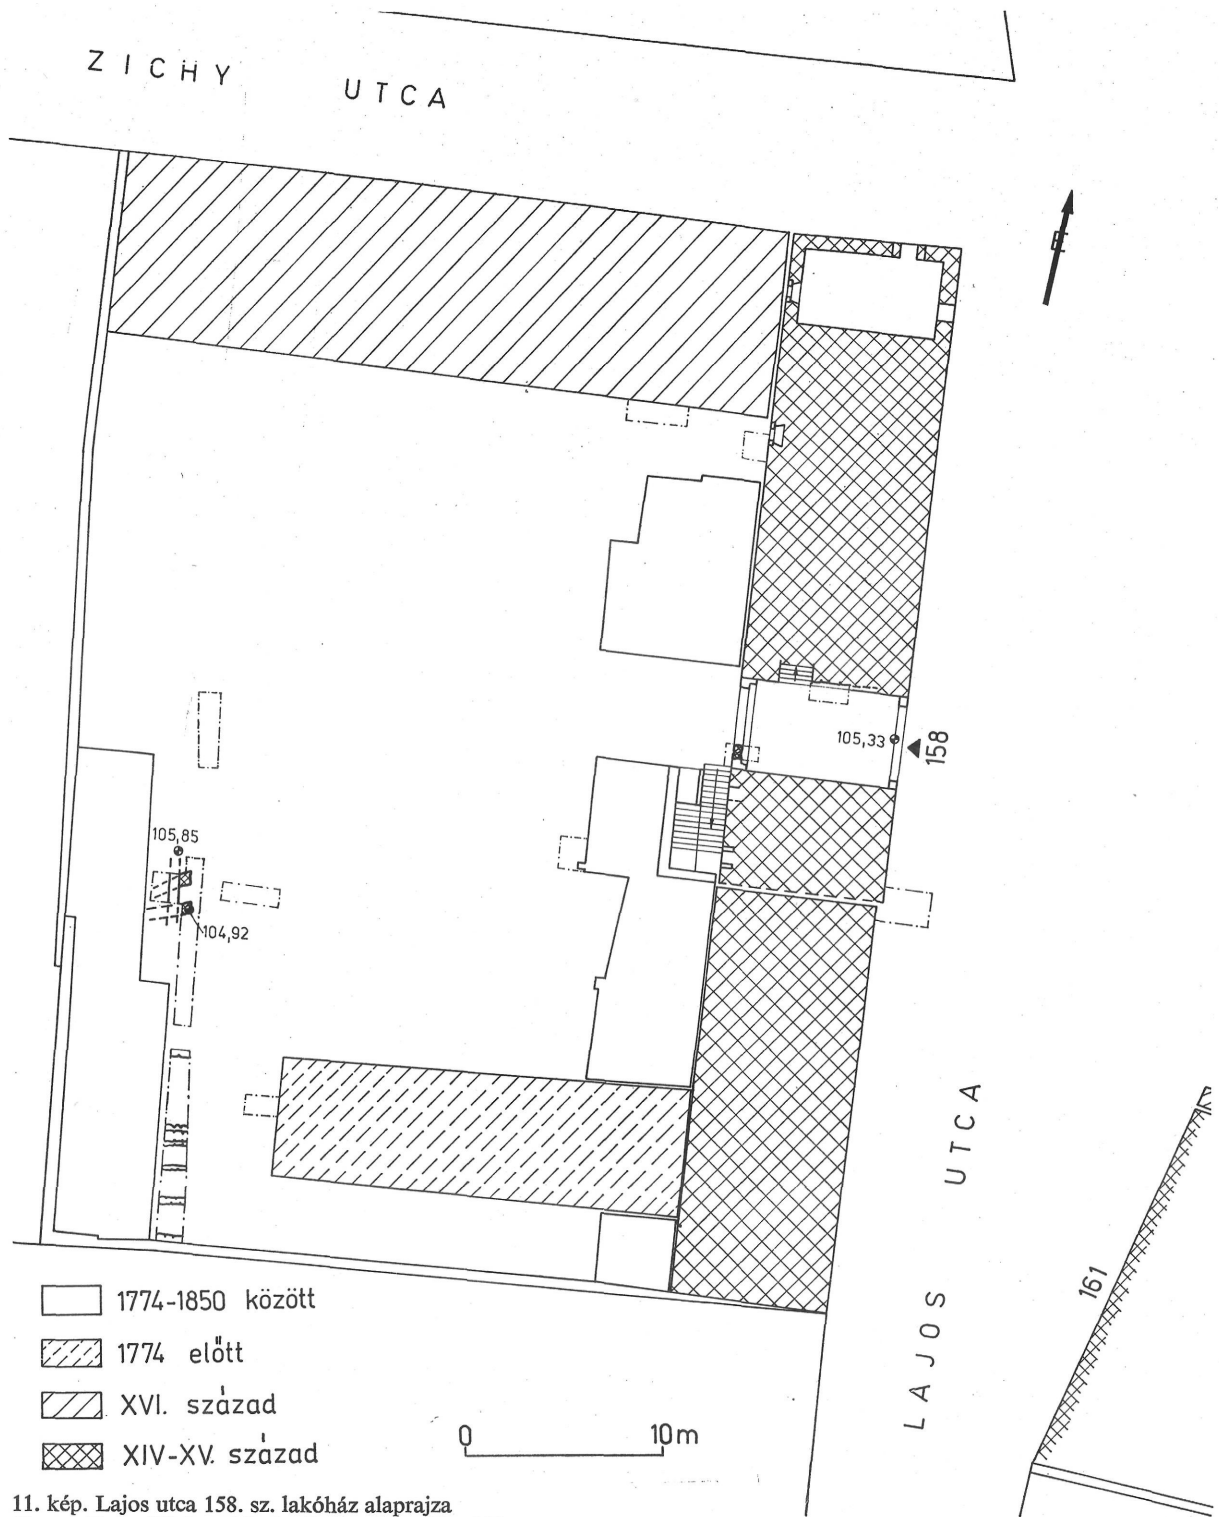 ZICHY UTCA
É
105,33
158
105,85
104,92
LAJOS UTCA
161
1774-1850 között
1774 előtt
XVI. század
XIV-XV. század
0 10m
11. kép. Lajos utca 158. sz. lakóház alaprajza